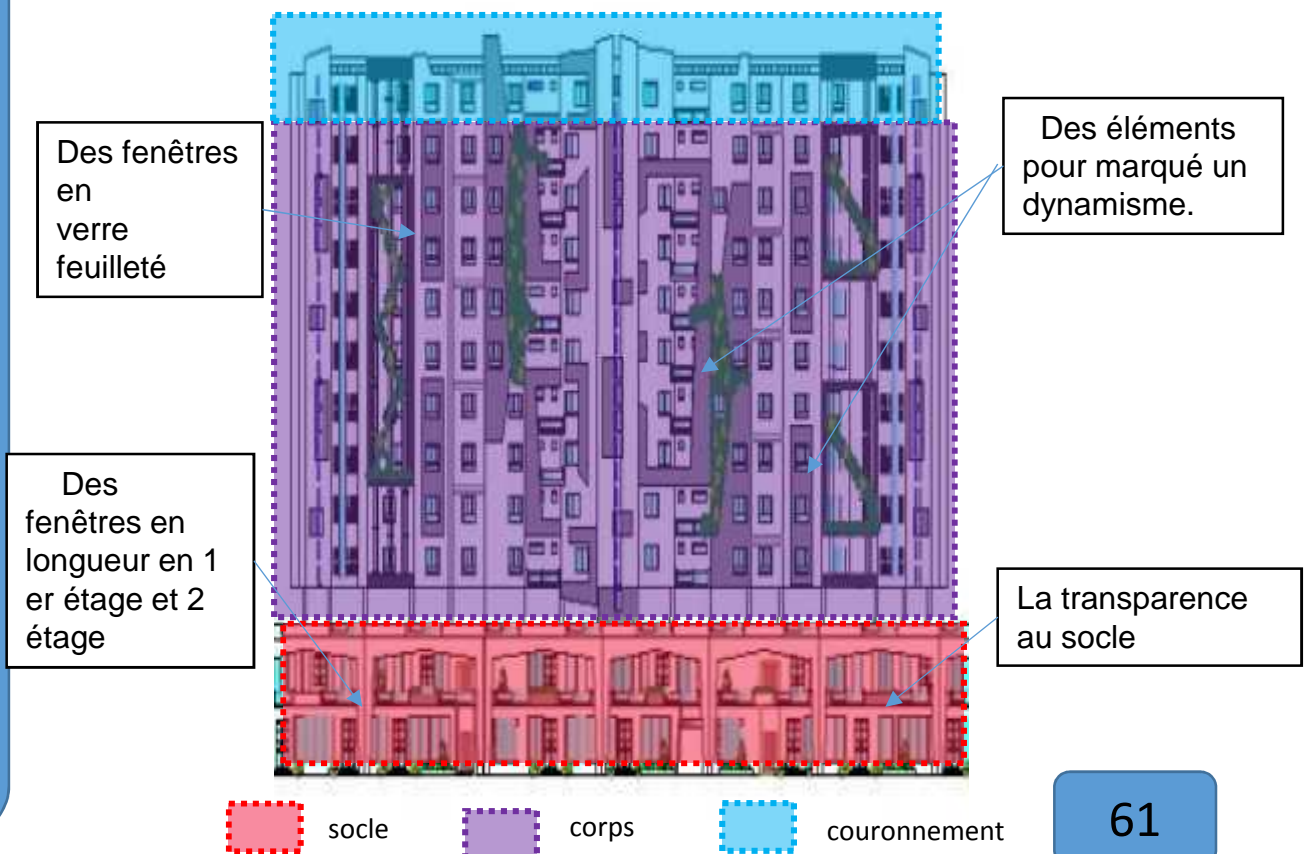 Des fenêtres
en
verre
feuilleté
Des éléments
pour marqué un
dynamisme.
Des
fenêtres en
longueur en 1
er étage et 2
étage
La transparence
au socle
socle
corps
couronnement
61